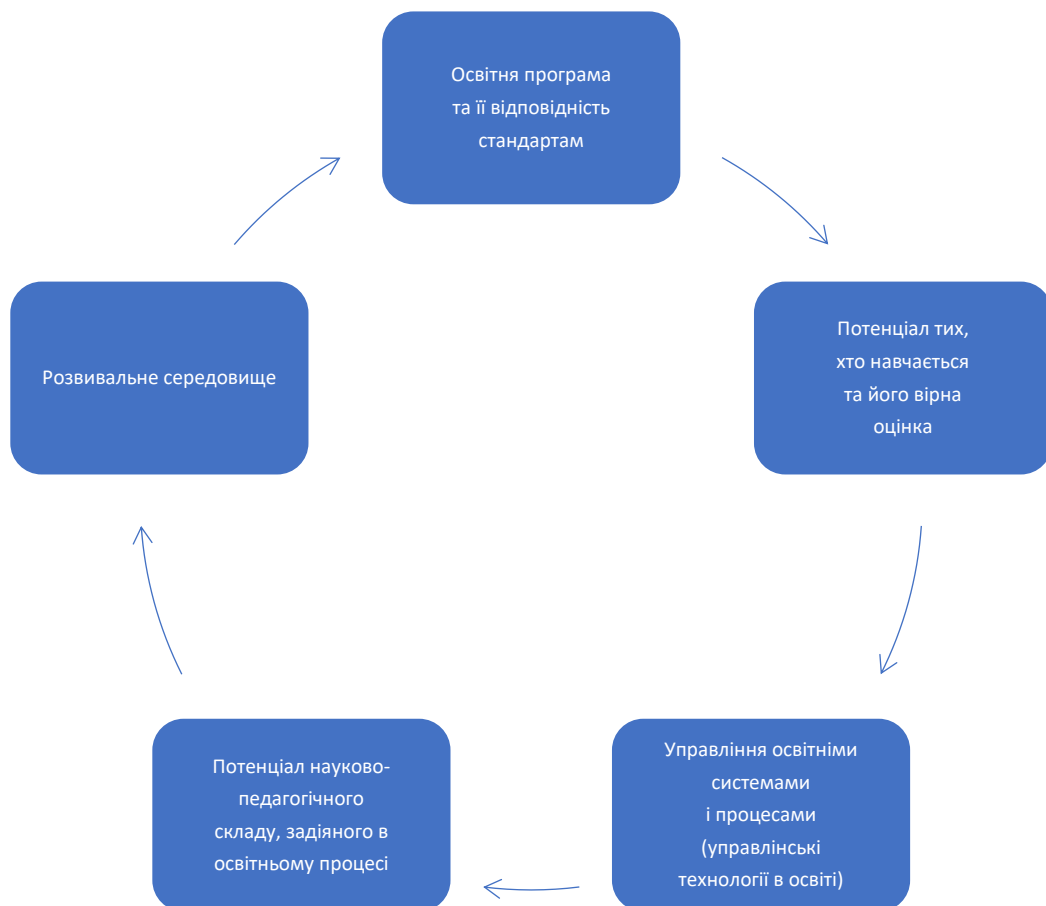 Освітня програма
та її відповідність
стандартам
Потенціал тих,
хто навчається
та його вірна
оцінка
Управління освітніми
системами
і процесами
(управлінські
технології в освіті)
Потенціал науково-
педагогічного
складу, задіяного в
освітньому процесі
Розвивальне середовище